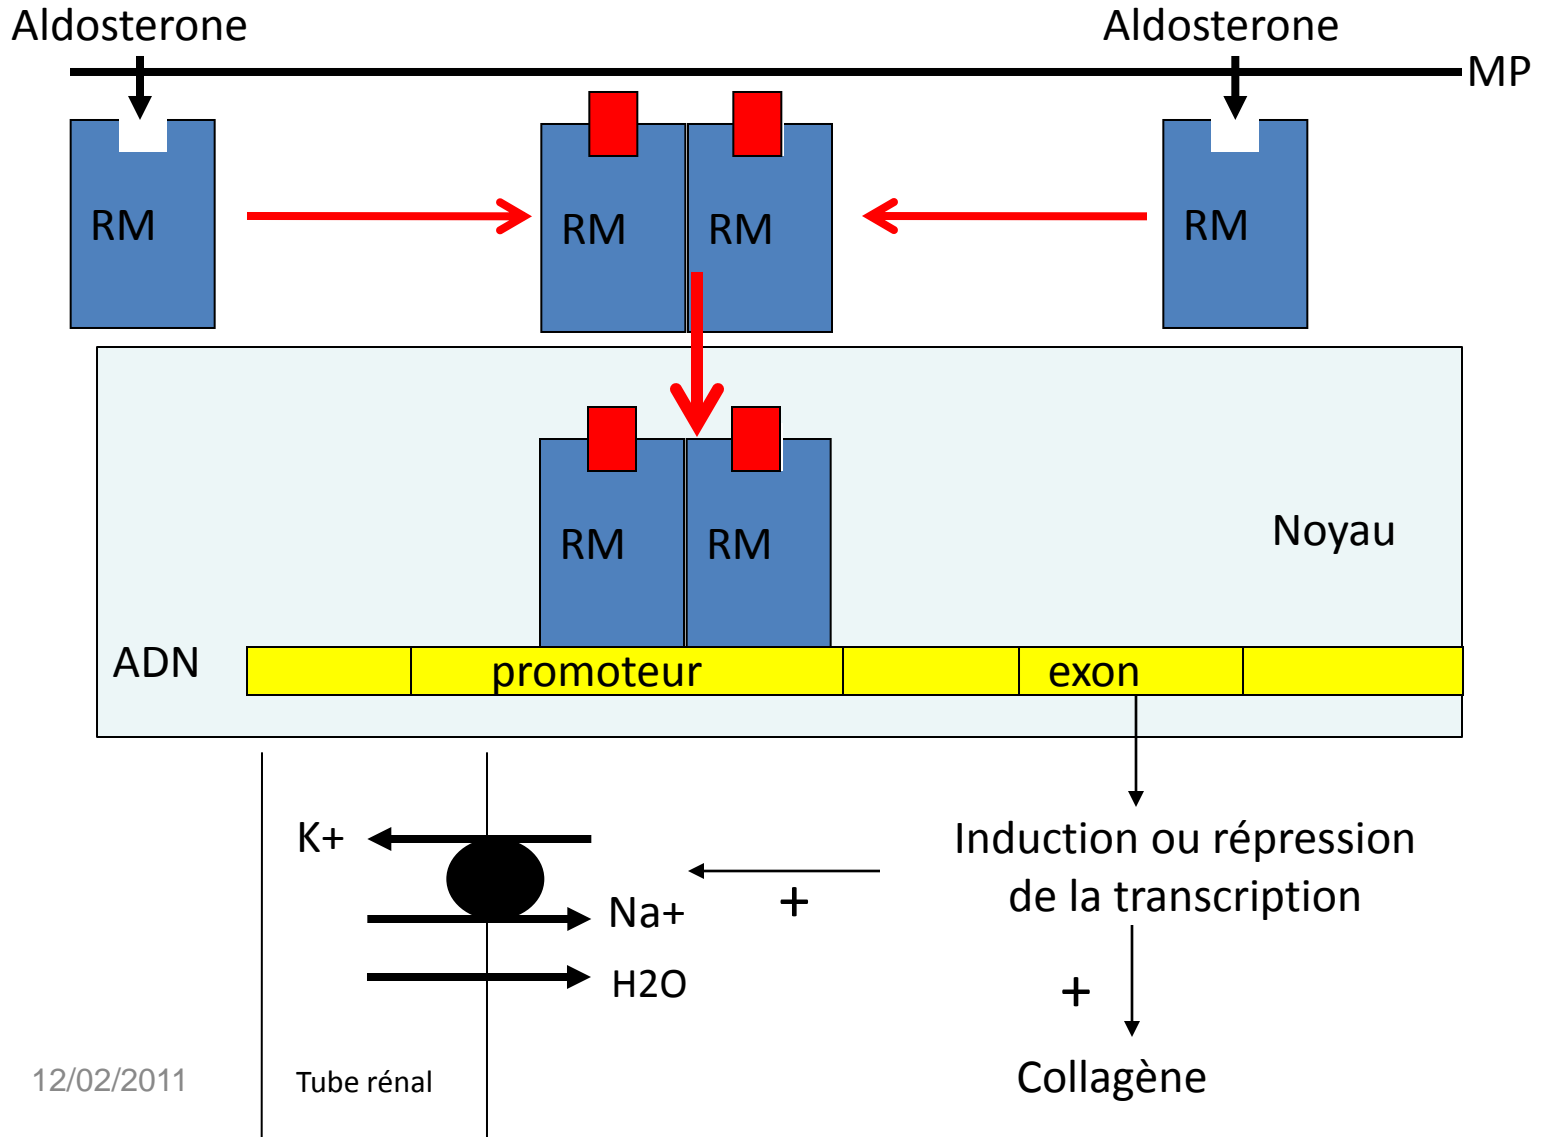 Aldosterone
Aldosterone
MP
RM
RM
RM
RM
RM
RM
Noyau
ADN
promoteur
exon
K+
Induction ou répression
de la transcription
+
Na+
H2O
+
12/02/2011
Tube rénal
Collagène